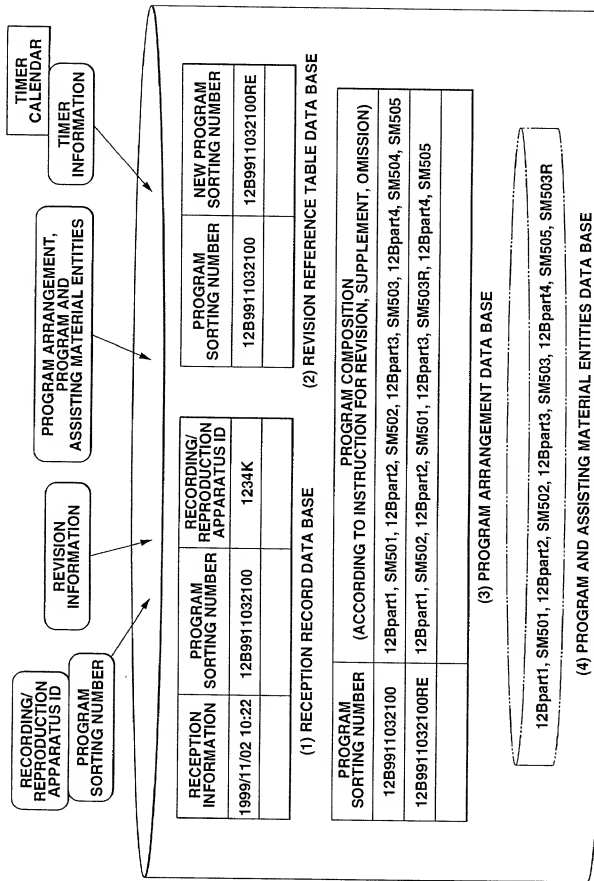 RECORDING/
REPRODUCTION
APPARATUS ID
PROGRAM
SORTING NUMBER
REVISION
INFORMATION
PROGRAM ARRANGEMENT,
PROGRAM AND
ASSISTING MATERIAL ENTITIES
TIMER
CALENDAR
TIMER
INFORMATION
RECEPTION
INFORMATION
PROGRAM
SORTING NUMBER
RECORDING/
REPRODUCTION
APPARATUS ID
1999/11/02 10:22
12B9911032100
1234K
(1) RECEPTION RECORD DATA BASE
PROGRAM
SORTING NUMBER
NEW PROGRAM
SORTING NUMBER
12B9911032100
12B9911032100RE
(2) REVISION REFERENCE TABLE DATA BASE
PROGRAM
SORTING NUMBER
PROGRAM COMPOSITION
(ACCORDING TO INSTRUCTION FOR REVISION, SUPPLEMENT, OMISSION)
12B9911032100
12Bpart1, SM501, 12Bpart2, SM502, 12Bpart3, SM503, 12Bpart4, SM504, SM505
12B9911032100RE
12Bpart1, SM502, 12Bpart2, SM501, 12Bpart3, SM503R, 12Bpart4, SM505
(3) PROGRAM ARRANGEMENT DATA BASE
12Bpart1, SM501, 12Bpart2, SM502, 12Bpart3, SM503, 12Bpart4, SM505, SM503R
(4) PROGRAM AND ASSISTING MATERIAL ENTITIES DATA BASE